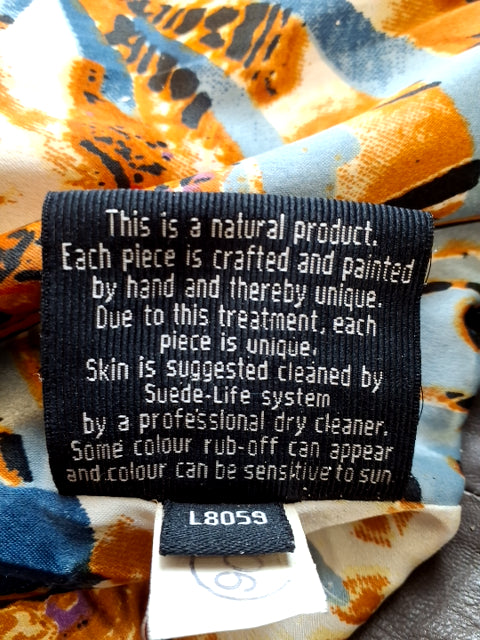 This is a natural product.
Each piece is crafted and painted
by hand and thereby unique.
Due to this treatment, each
piece is unique.
Skin is suggested cleaned by
Suede-Life system
by a professional dry cleaner.
Some colour rub-off can appear
and colour can be sensitive to sun
L8059